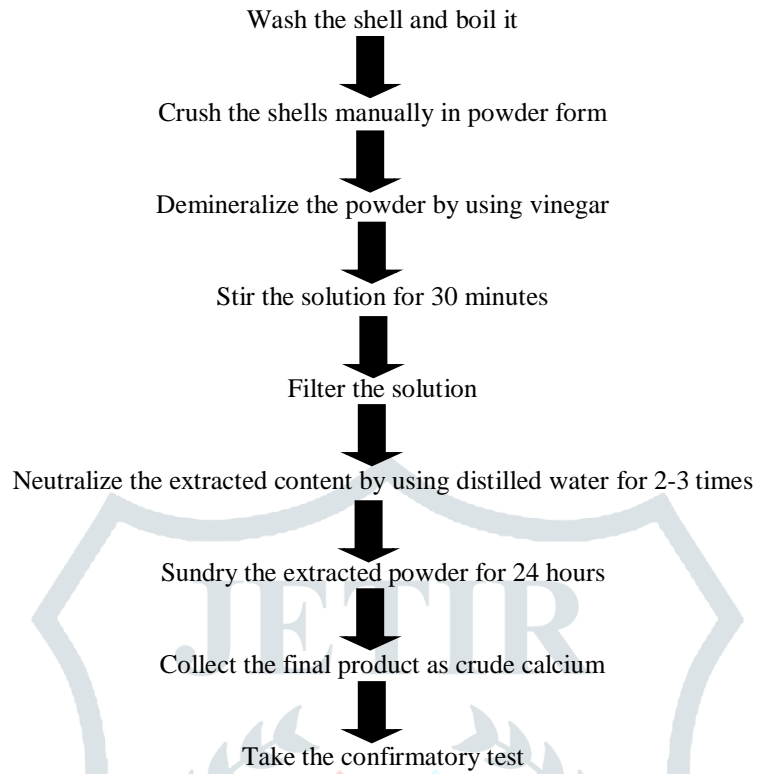 Wash the shell and boil it
Crush the shells manually in powder form
Demineralize the powder by using vinegar
Stir the solution for 30 minutes
Filter the solution
Neutralize the extracted content by using distilled water for 2-3 times
Sundry the extracted powder for 24 hours
JETIR
Collect the final product as crude calcium
Take the confirmatory test